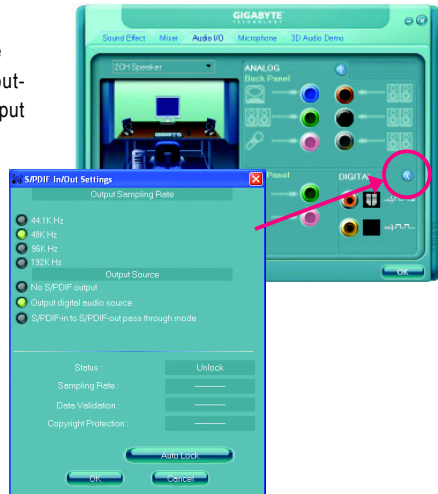 out-
put
GIGABYTE
TECHNOLOGY
Sound Effect Mixer Audio I/O Microphone 3D Audio Demo
2CH Speaker
ANALOG
Back Panel
Panel
DIGITAL
OK
S/PDIF In/Out Settings
Output Sampling Rate
44.1K Hz
48K Hz
96K Hz
192K Hz
Output Source
No S/PDIF output
Output digital audio source
S/PDIF-in to S/PDIF-out pass through mode
Status : Unlock
Sampling Rate :
Data Validation :
Copyright Protection :
Auto Lock
OK Cancel